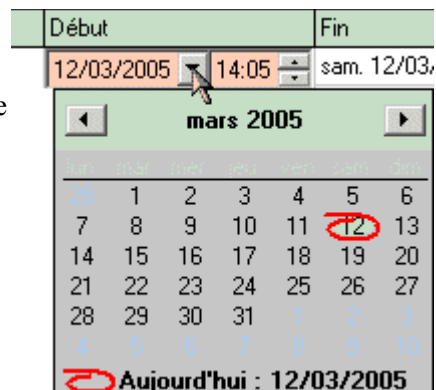 Début Fin
12/03/2005 14:05 sam. 12/03/
e
mars 2005
lun mar mer jeu ven sam dim
28 1 2 3 4 5 6
7 8 9 10 11 12 13
14 15 16 17 18 19 20
21 22 23 24 25 26 27
28 29 30 31 1 2 3
4 5 6 7 8 9 10
Aujourd'hui : 12/03/2005